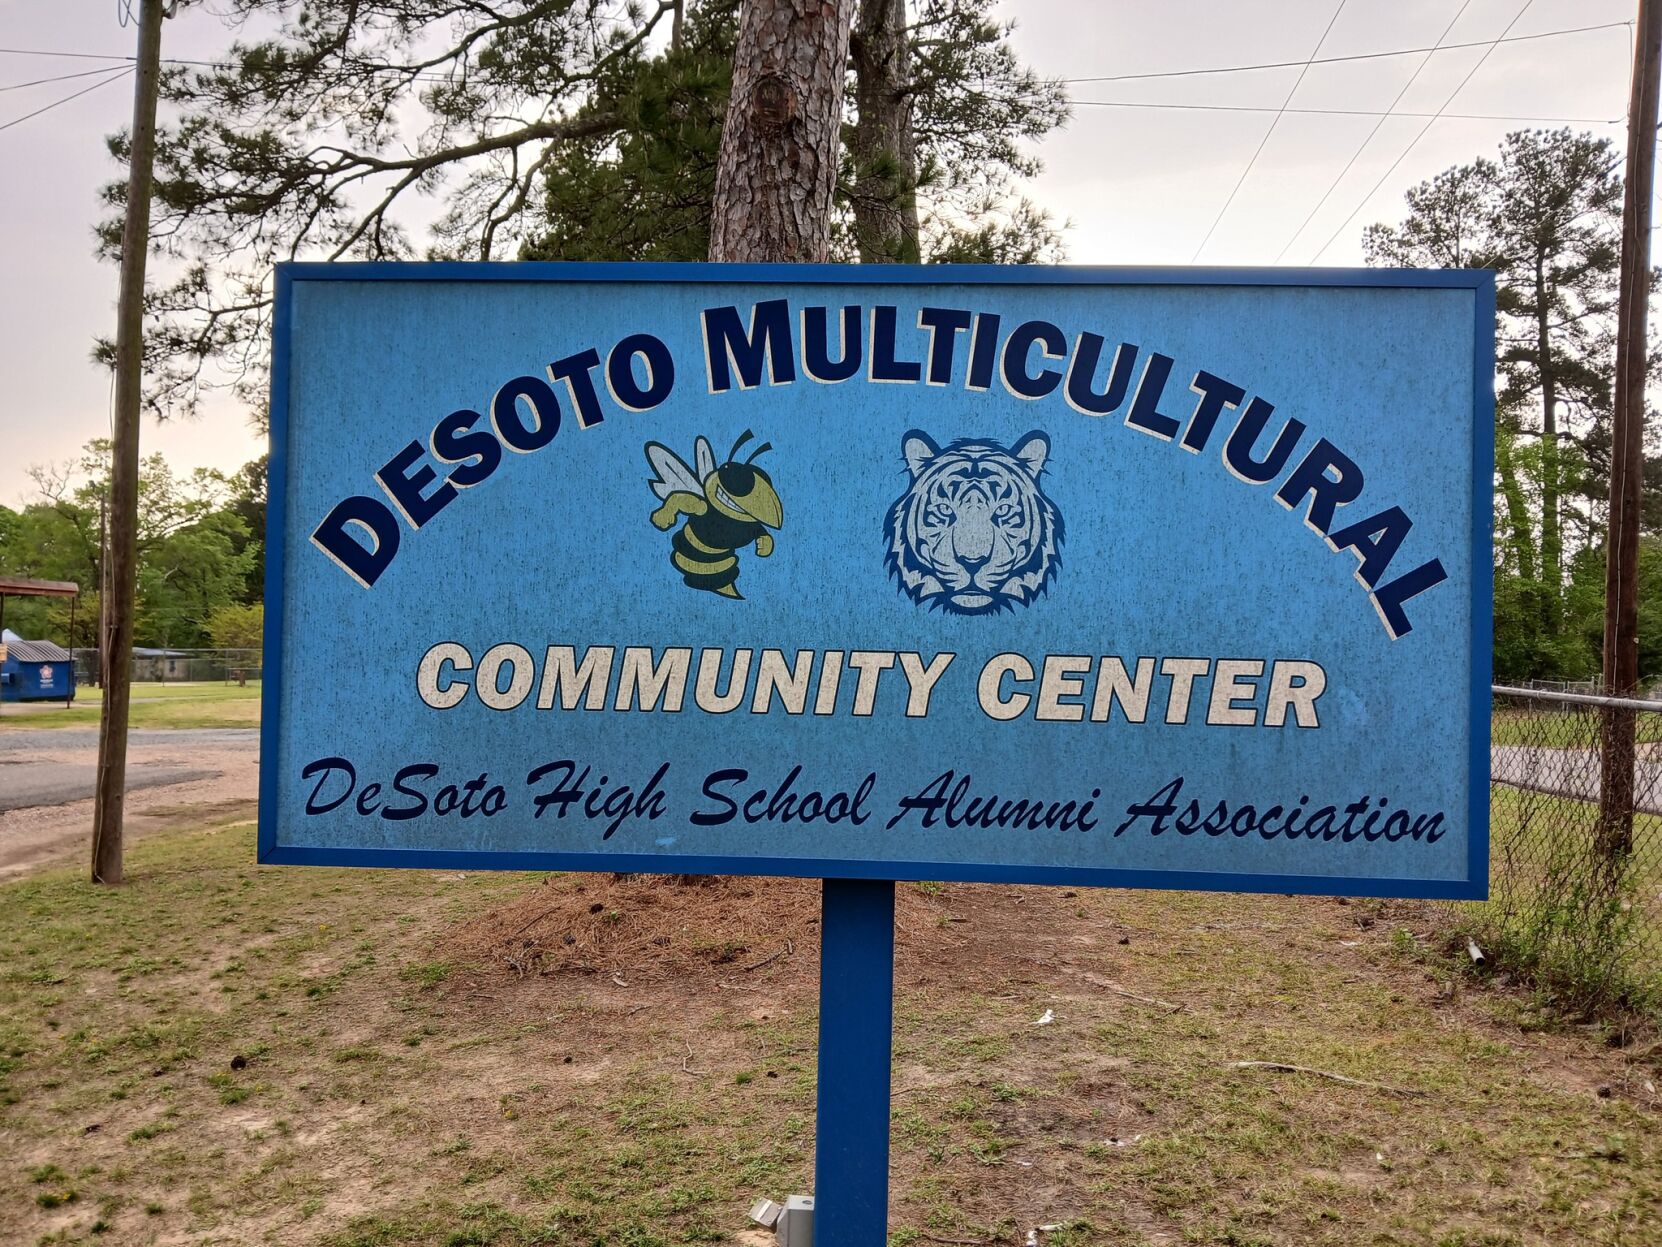 DESOTO MULTICULTURAL
COMMUNITY CENTER
DeSoto High School Alumni Association